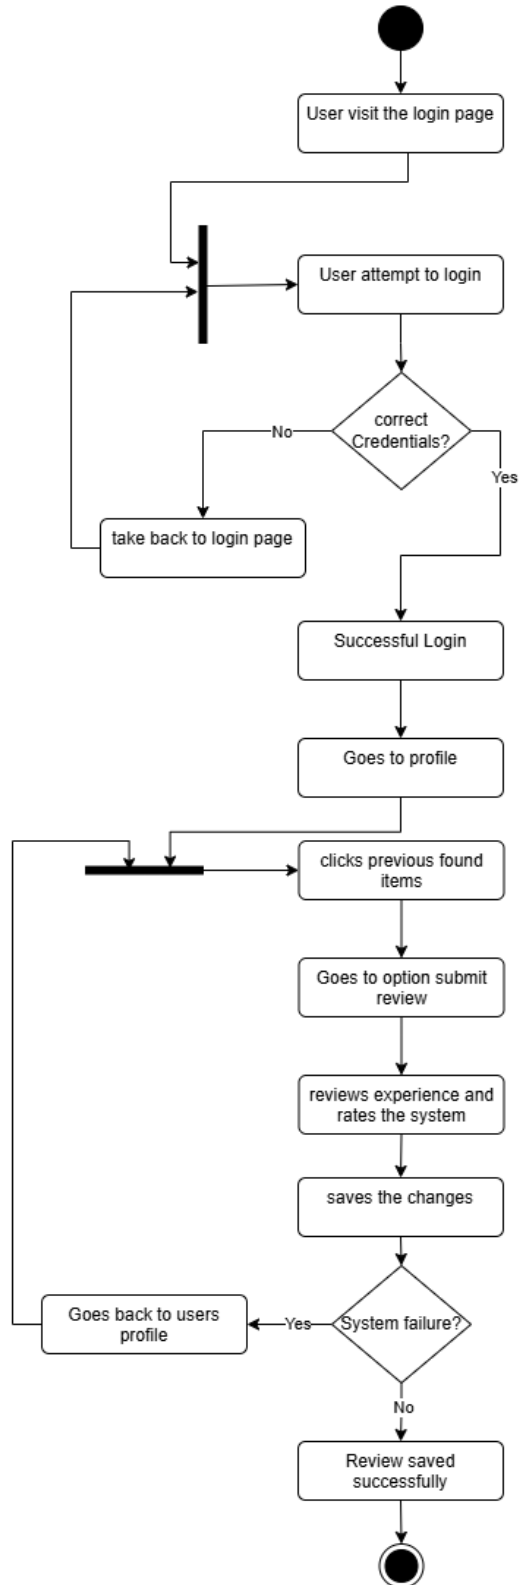 User visit the login page
User attempt to login
correct
Credentials?
No
Yes
take back to login page
Successful Login
Goes to profile
clicks previous found
items
Goes to option submit
review
reviews experience and
rates the system
saves the changes
System failure?
Yes
Goes back to users
profile
No
Review saved
successfully